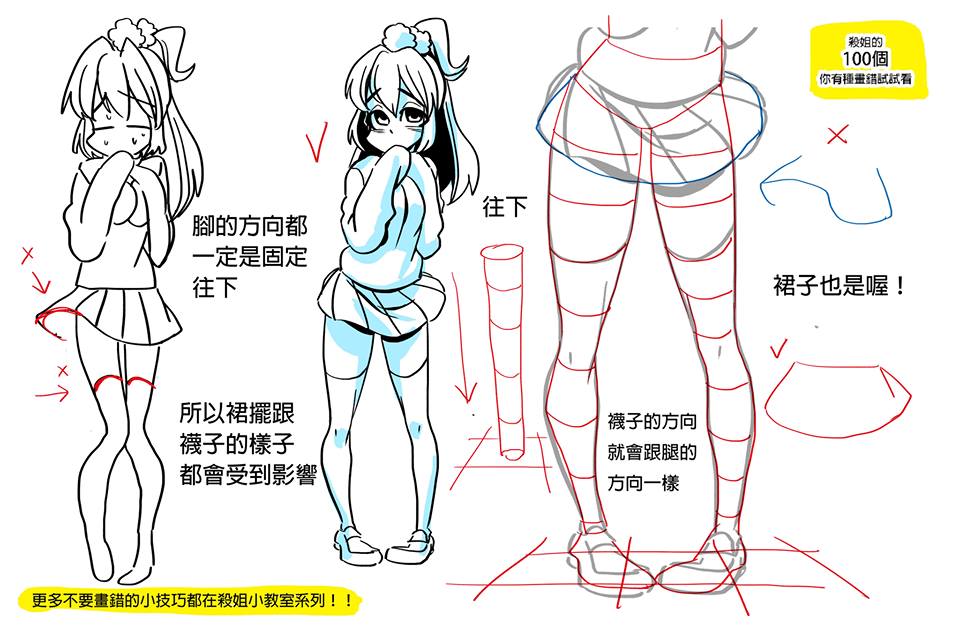 殺姐的
100個
你有種畫錯試試看
腳的方向都
一定是固定
往下
往下
裙子也是喔！
所以裙擺跟
襪子的樣子
都會受到影響
襪子的方向
就會跟腿的
方向一樣
更多不要畫錯的小技巧都在殺姐小教室系列！！